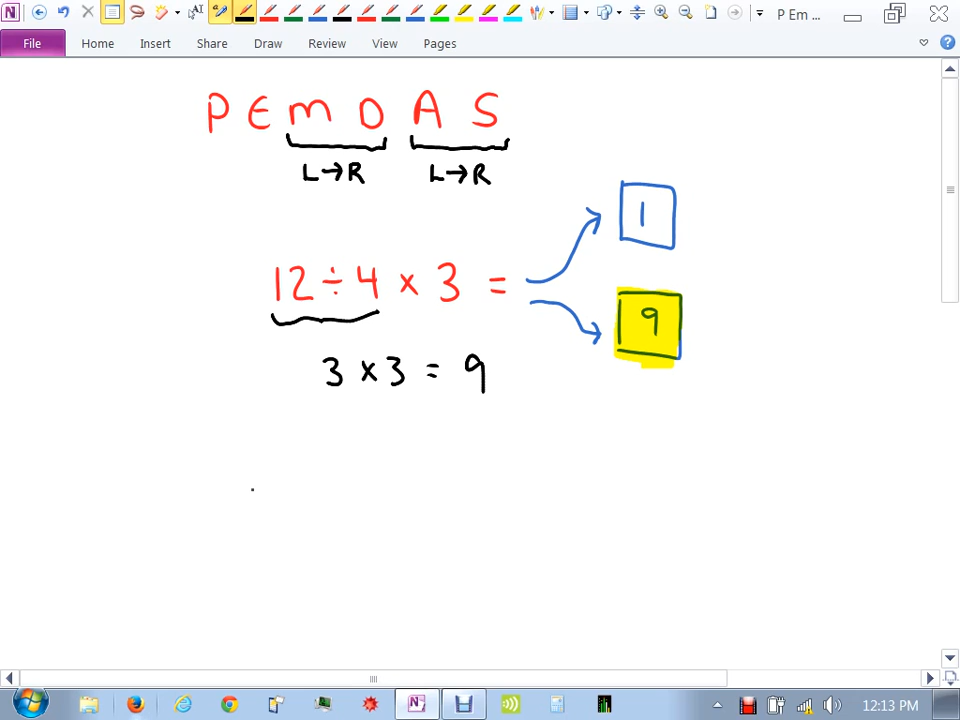 P Em ...
File Home Insert Share Draw Review View Pages
P E m D A S
L→R L→R
1
12÷4 × 3 =
9
3 × 3 = 9
12:13 PM